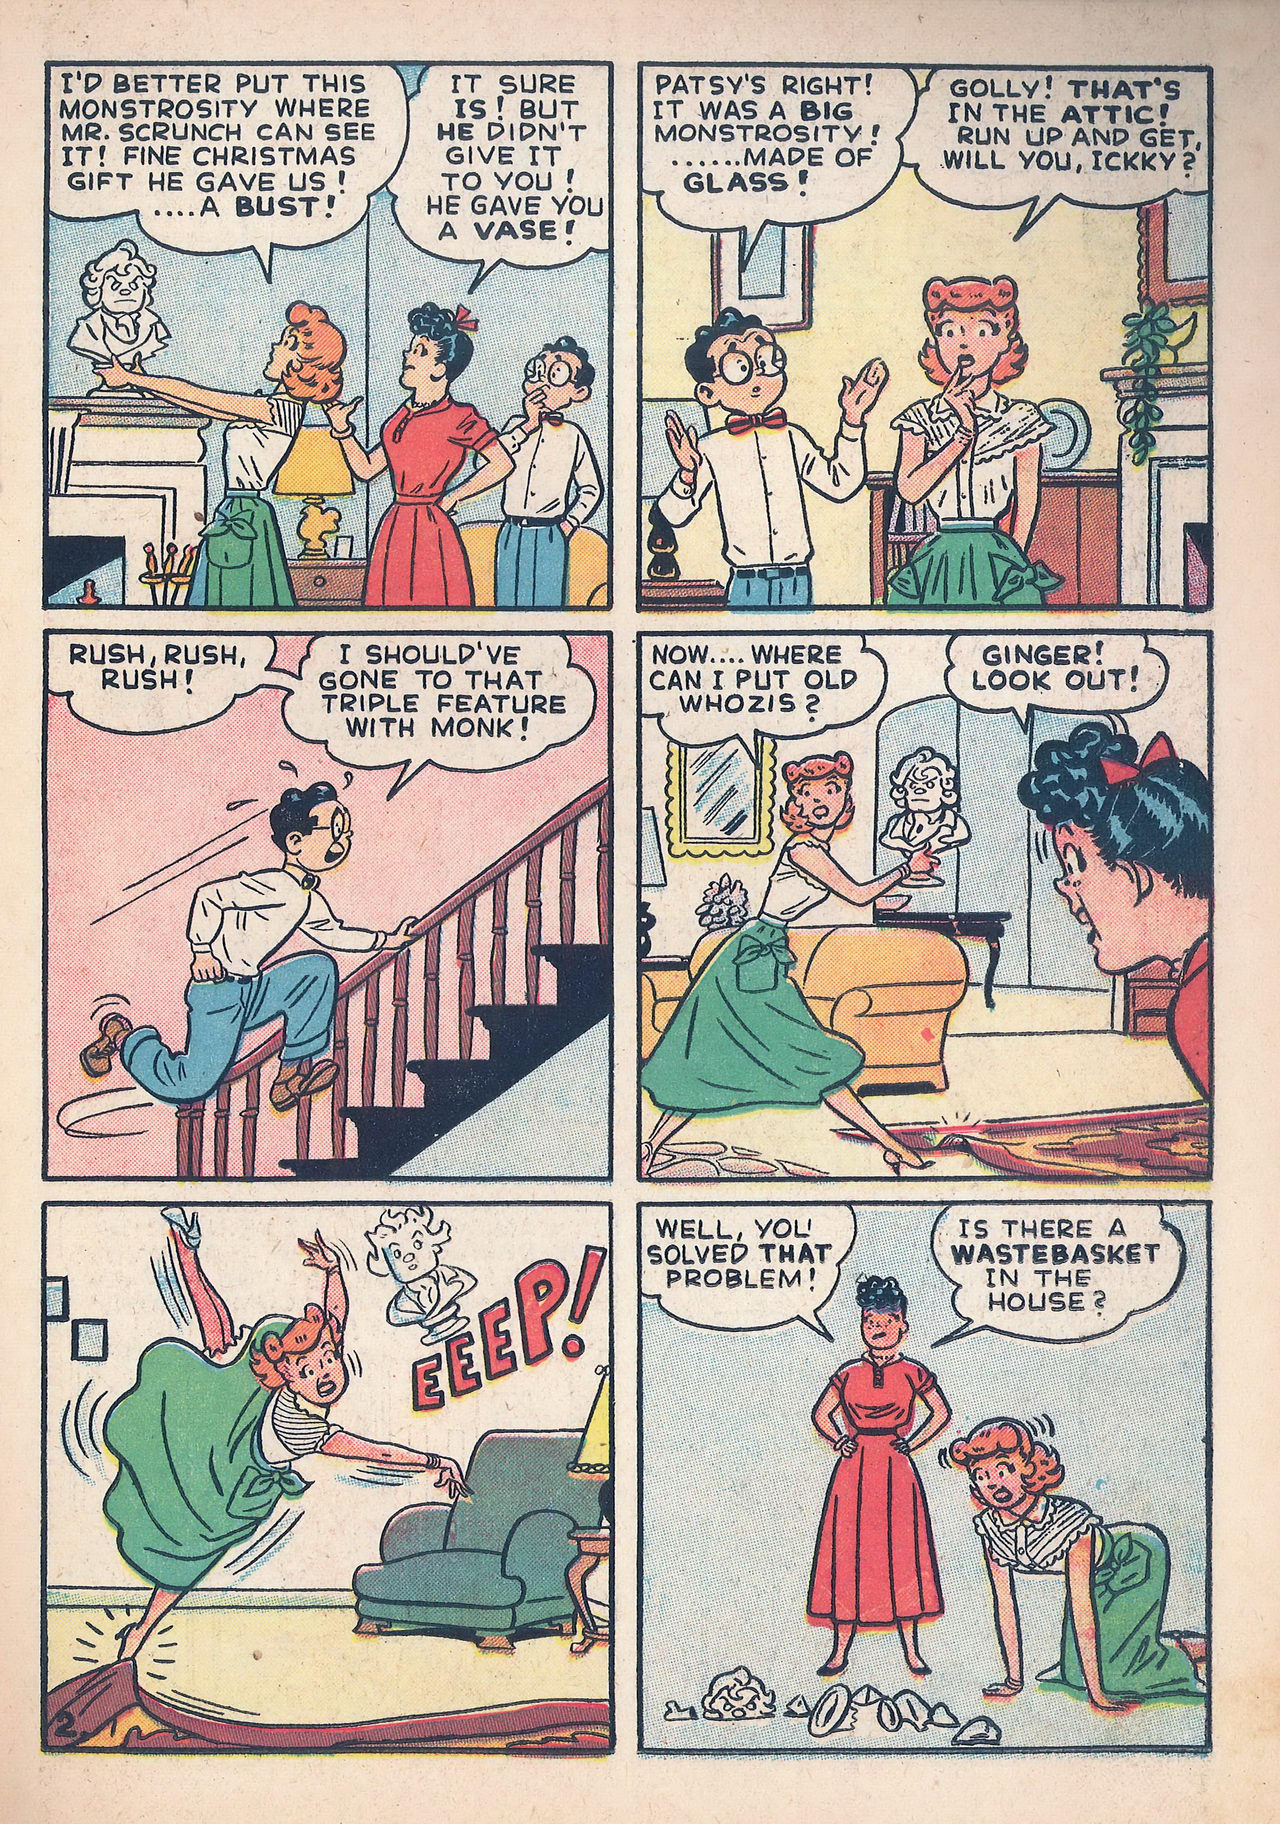 I'D BETTER PUT THIS
MONSTROSITY WHERE
MR. SCRUNCH CAN SEE
IT! FINE CHRISTMAS
GIFT HE GAVE US!
....A BUST!
IT SURE
IS! BUT
HE DIDN'T
GIVE IT
TO YOU!
HE GAVE YOU
A VASE!
PATSY'S RIGHT!
IT WAS A BIG
MONSTROSITY!
......MADE OF
GLASS!
GOLLY! THAT'S
IN THE ATTIC!
RUN UP AND GET,
WILL YOU, ICKKY?
RUSH, RUSH,
RUSH!
I SHOULD'VE
GONE TO THAT
TRIPLE FEATURE
WITH MONK!
NOW.... WHERE
CAN I PUT OLD
WHOZIS?
GINGER!
LOOK OUT!
EEEEP!
2
WELL, YOU
SOLVED THAT
PROBLEM!
IS THERE A
WASTEBASKET
IN THE
HOUSE?